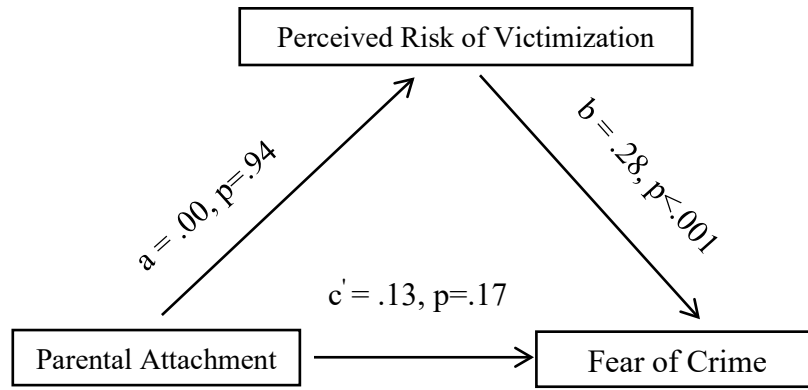 Perceived Risk of Victimization
a = .00, p=.94
b = .28, p<.001
c' = .13, p=.17
Parental Attachment
Fear of Crime